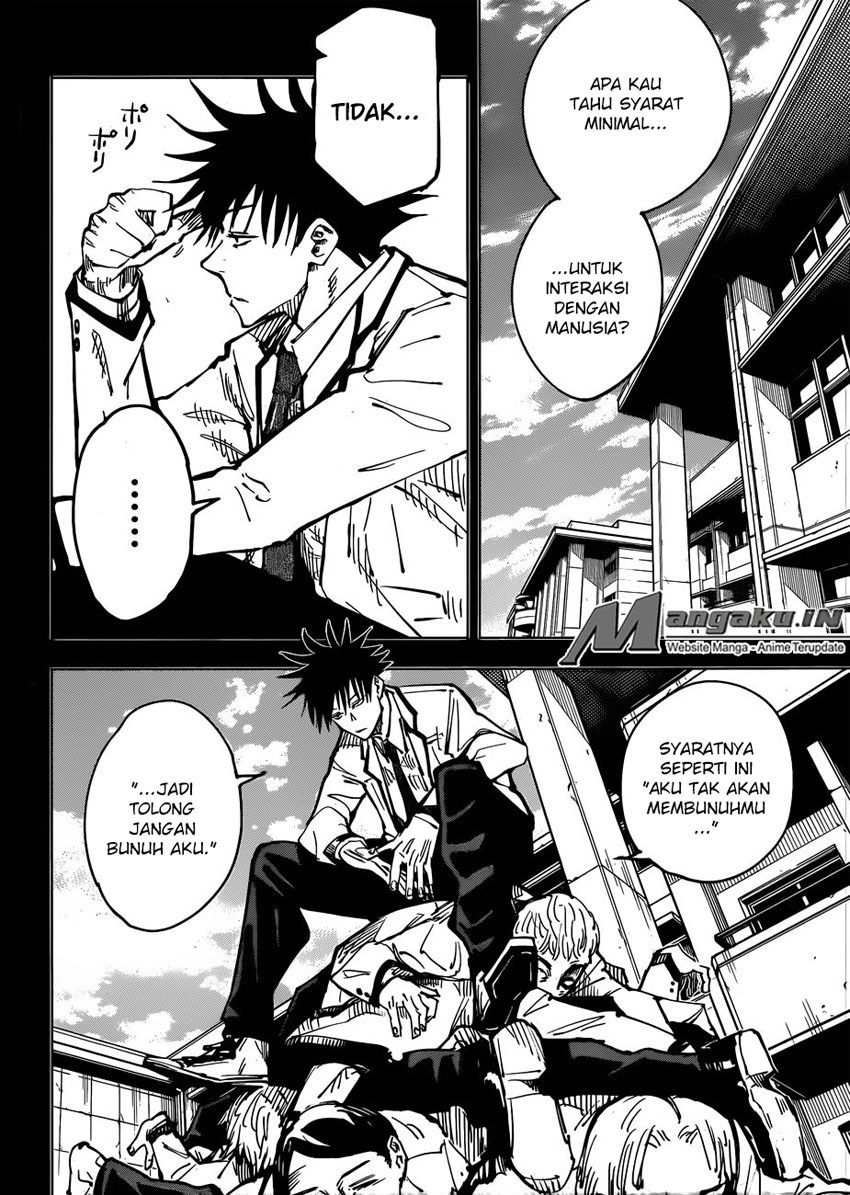 APA KAU
TAHU SYARAT
MINIMAL...
...UNTUK
INTERAKSI
DENGAN
MANUSIA?
TIDAK...
ポリ
ポリ
......
Mangaku.iN
Website Manga - Anime Terupdate
SYARATNYA
SEPERTI INI
"AKU TAK AKAN
MEMBUNUHMU
..."
"...JADI
TOLONG
JANGAN
BUNUH AKU."